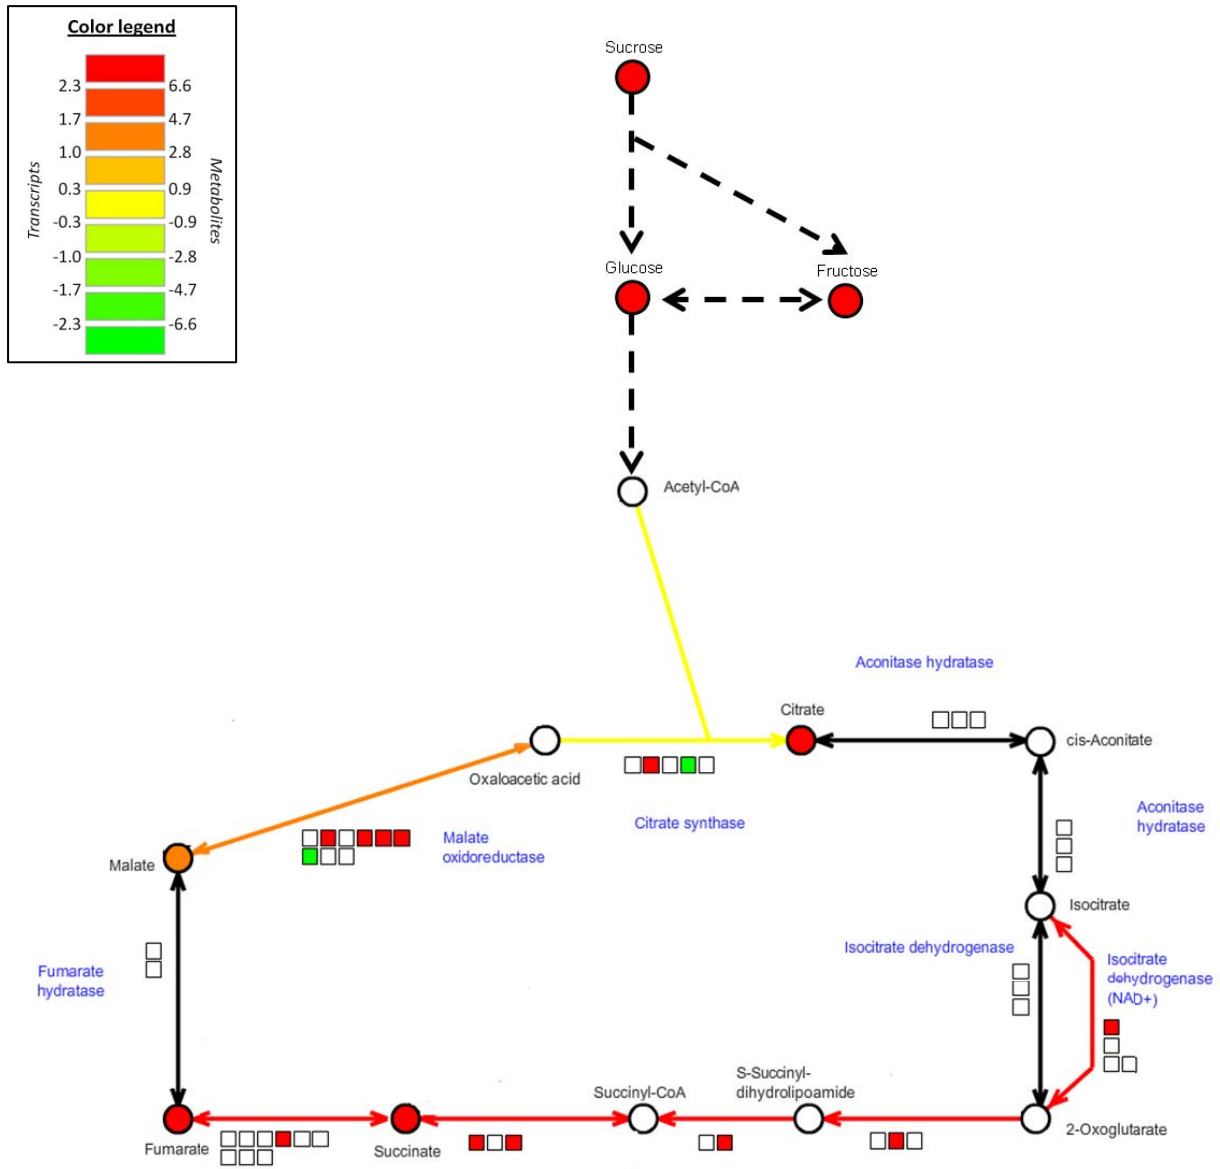 Color legend
2.3 6.6
1.7 4.7
1.0 2.8
0.3 0.9
-0.3 -0.9
-1.0 -2.8
-1.7 -4.7
-2.3 -6.6
Transcripts
Metabolites
Sucrose
Glucose
Fructose
Acetyl-CoA
Aconitase hydratase
Citrate
cis-Aconitate
Oxaloacetic acid
Citrate synthase
Aconitase
hydratase
Malate
oxidoreductase
Malate
Isocitrate
Isocitrate dehydrogenase
Isocitrate
dehydrogenase
(NAD+)
Fumarate
hydratase
S-Succinyl-
dihydrolipoamide
Succinyl-CoA
2-Oxoglutarate
Fumarate
Succinate